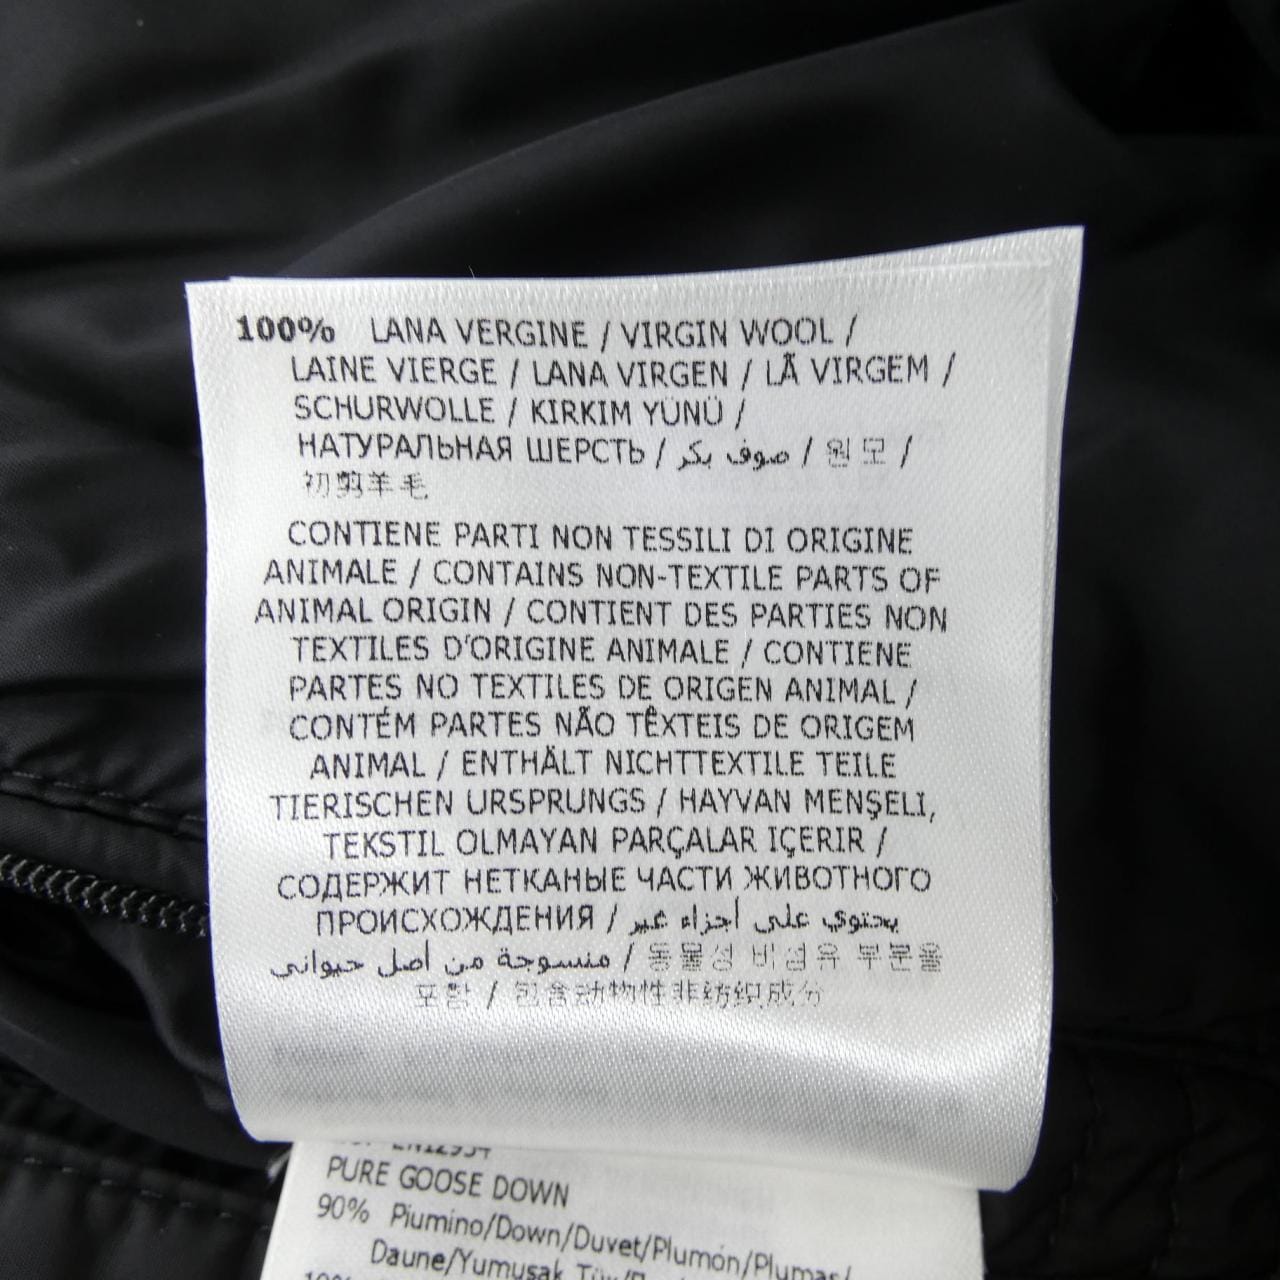 100% LANA VERGINE / VIRGIN WOOL /
LAINE VIERGE / LANA VIRGEN / LÃ VIRGEM /
SCHURWOLLE / KIRKIM YÜNÜ /
НАТУРАЛЬНАЯ ШЕРСТЬ / صوف بكر / 원모 /
初剪羊毛
CONTIENE PARTI NON TESSILI DI ORIGINE
ANIMALE / CONTAINS NON-TEXTILE PARTS OF
ANIMAL ORIGIN / CONTIENT DES PARTIES NON
TEXTILES D'ORIGINE ANIMALE / CONTIENE
PARTES NO TEXTILES DE ORIGEN ANIMAL /
CONTÉM PARTES NÃO TÊXTEIS DE ORIGEM
ANIMAL / ENTHÄLT NICHTTEXTILE TEILE
TIERISCHEN URSPRUNGS / HAYVAN MENŞELI,
TEKSTIL OLMAYAN PARÇALAR IÇERIR /
СОДЕРЖИТ НЕТКАНЫЕ ЧАСТИ ЖИВОТНОГО
ПРОИСХОЖДЕНИЯ / يحتوي على أجزاء غير
منسوجة من أصل حيواني / 동물성 비섬유 부분을
포함 / 包含动物性非纺织成分
EN12934
PURE GOOSE DOWN
90% Piumino/Down/Duvet/Plumón/Plumas/
Daune/Yumuşak Tüy/